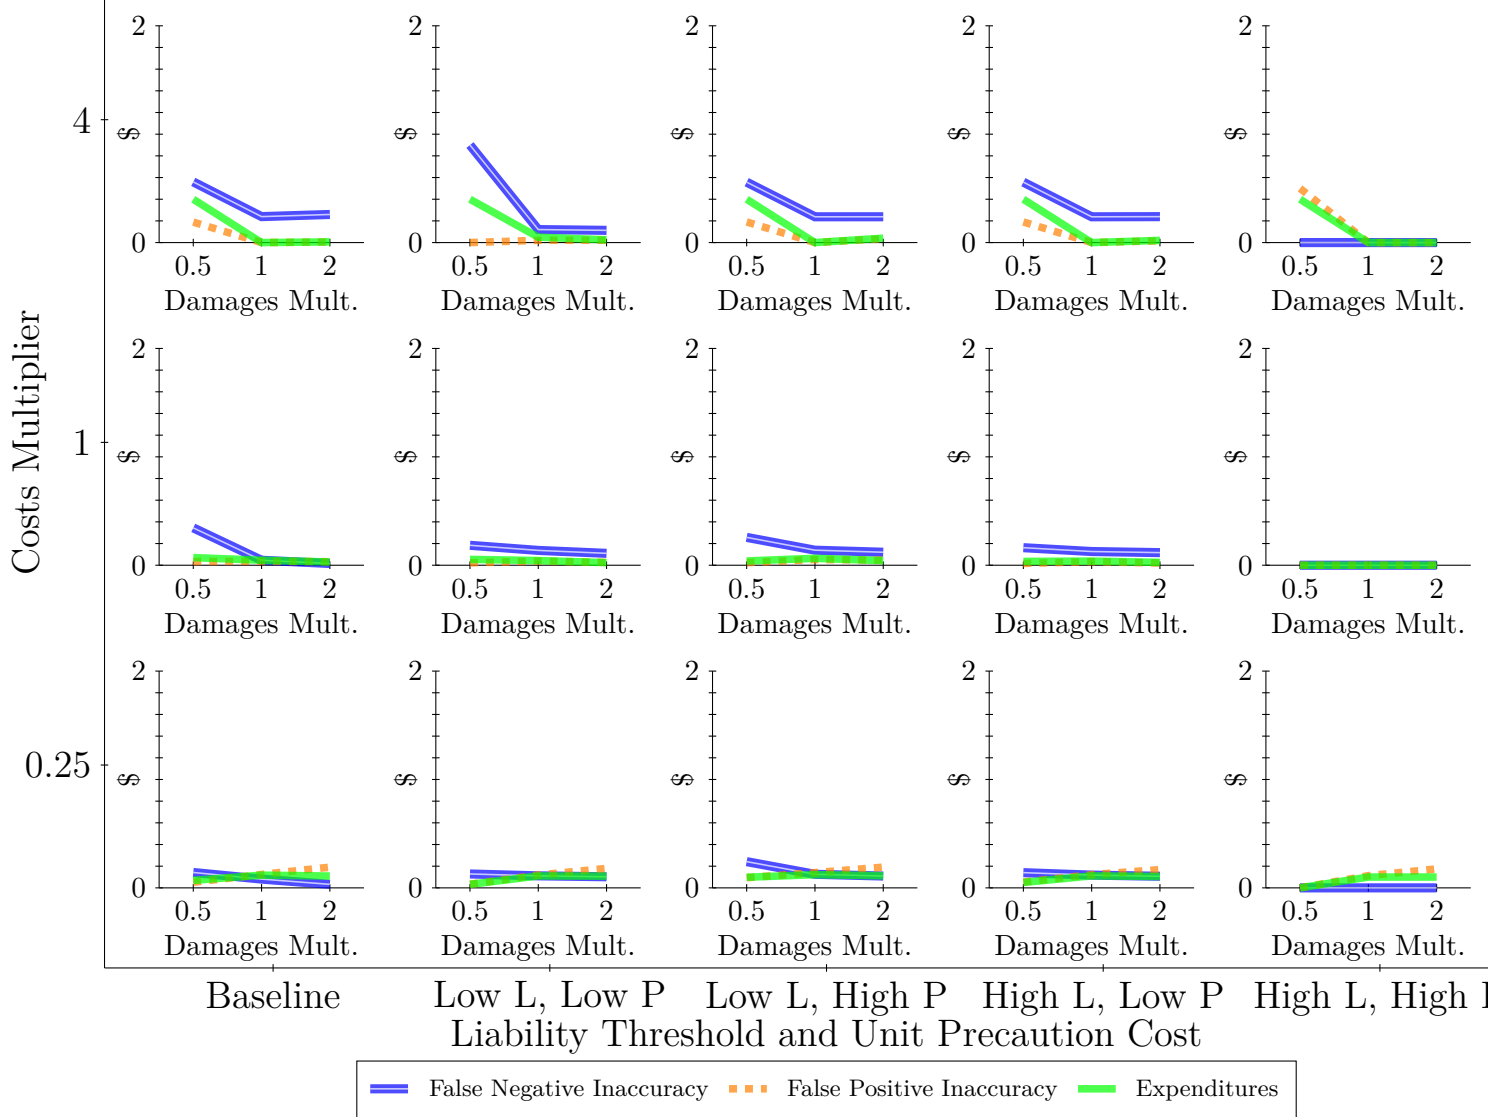 2 2 2 2 2
4
$ $ $ $ $
0 0 0 0 0
0.5 1 2 0.5 1 2 0.5 1 2 0.5 1 2 0.5 1 2
Damages Mult. Damages Mult. Damages Mult. Damages Mult. Damages Mult.
Costs Multiplier
2 2 2 2 2
1
$ $ $ $ $
0 0 0 0 0
0.5 1 2 0.5 1 2 0.5 1 2 0.5 1 2 0.5 1 2
Damages Mult. Damages Mult. Damages Mult. Damages Mult. Damages Mult.
2 2 2 2 2
0.25
$ $ $ $ $
0 0 0 0 0
0.5 1 2 0.5 1 2 0.5 1 2 0.5 1 2 0.5 1 2
Damages Mult. Damages Mult. Damages Mult. Damages Mult. Damages Mult.
Baseline Low L, Low P Low L, High P High L, Low P High L, High P
Liability Threshold and Unit Precaution Cost
False Negative Inaccuracy False Positive Inaccuracy Expenditures